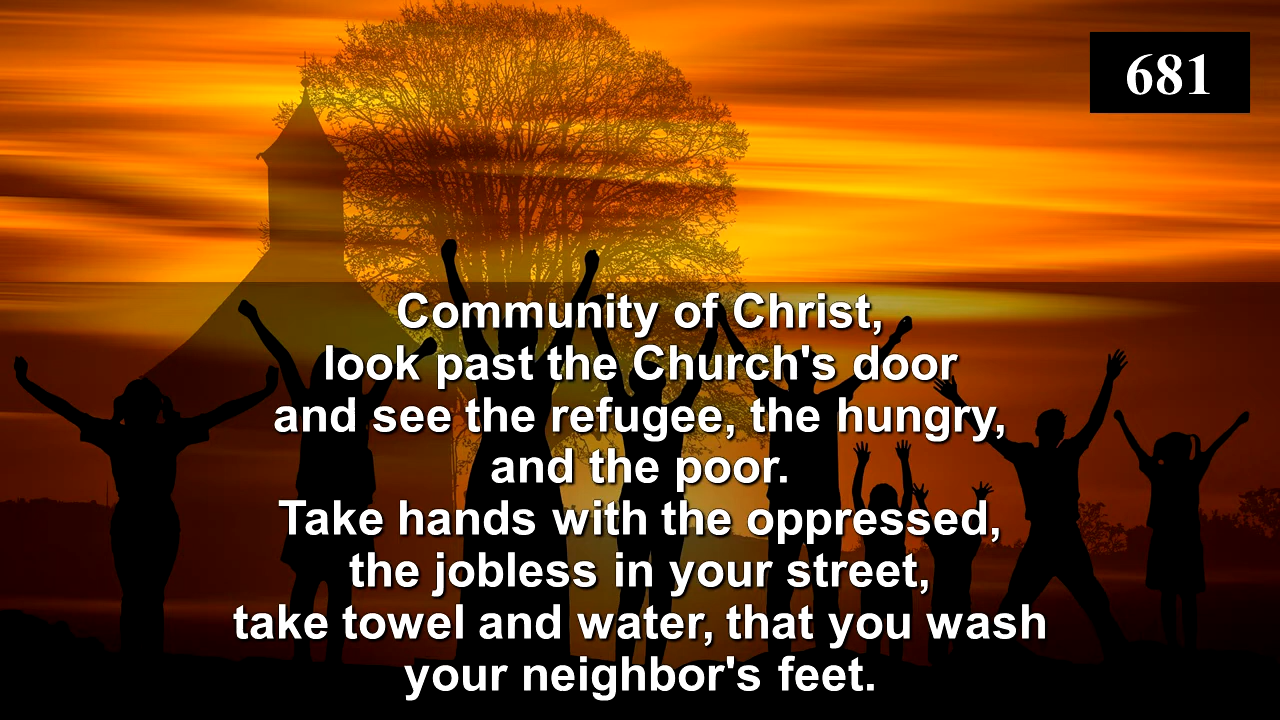 681
Community of Christ,
look past the Church's door
and see the refugee, the hungry,
and the poor.
Take hands with the oppressed,
the jobless in your street,
take towel and water, that you wash
your neighbor's feet.